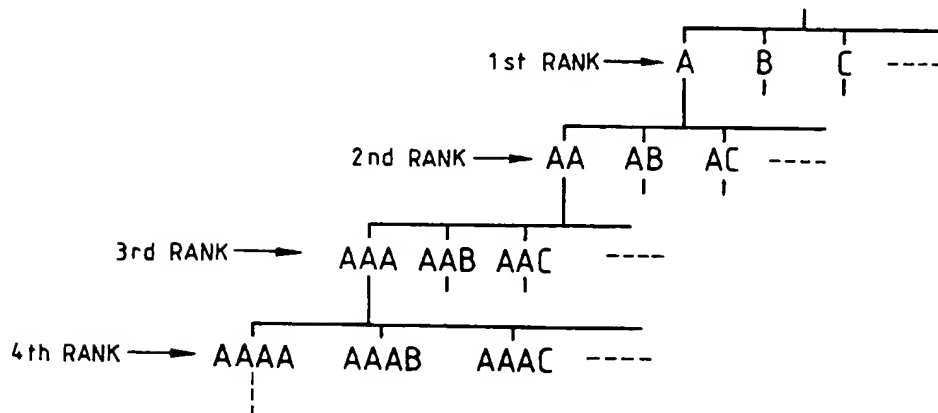 1st RANK A B C ----
2nd RANK AA AB AC ----
3rd RANK AAA AAB AAC ----
4th RANK AAAA AAAB AAAC ----